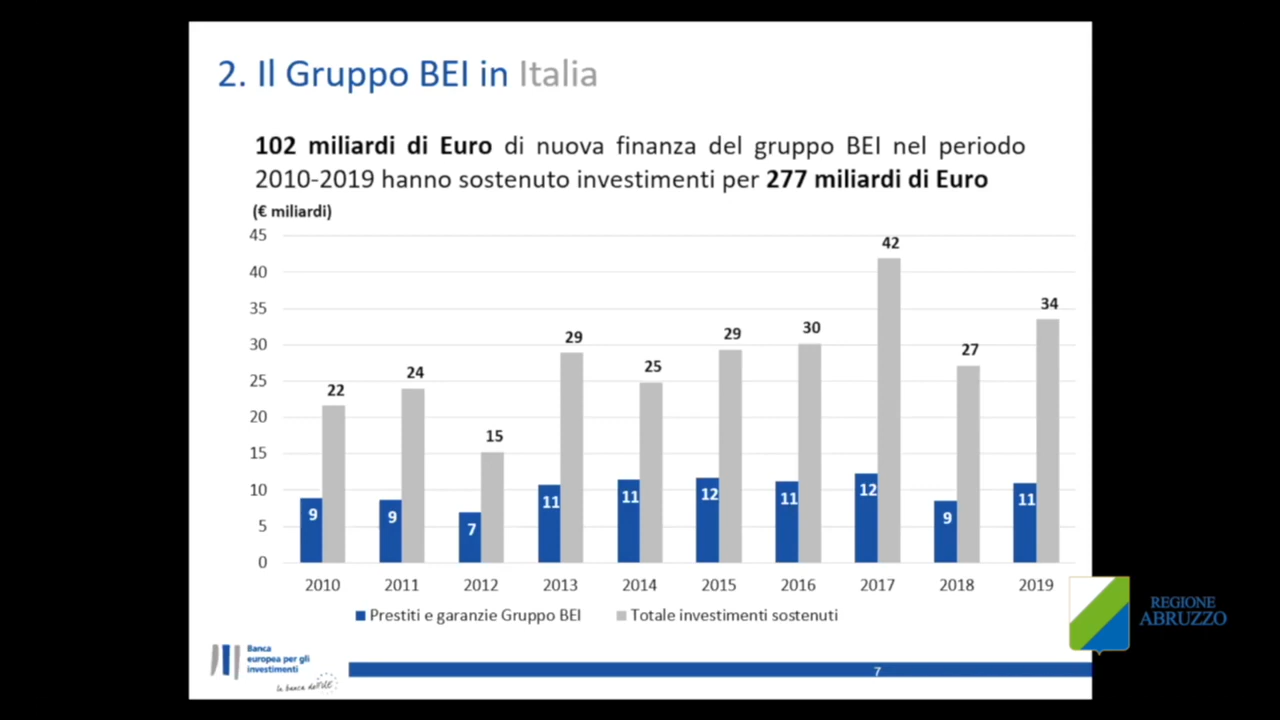 2. Il Gruppo BEI in Italia
102 miliardi di Euro di nuova finanza del gruppo BEI nel periodo
2010-2019 hanno sostenuto investimenti per 277 miliardi di Euro
(€ miliardi)
45
40
35
30
25
20
15
10
5
0
22
24
15
29
25
29
30
42
27
34
9
9
7
11
11
12
11
12
9
11
2010 2011 2012 2013 2014 2015 2016 2017 2018 2019
Prestiti e garanzie Gruppo BEI Totale investimenti sostenuti
REGIONE
ABRUZZO
Banca
europea per gli
investimenti
la banca dell'UE
7